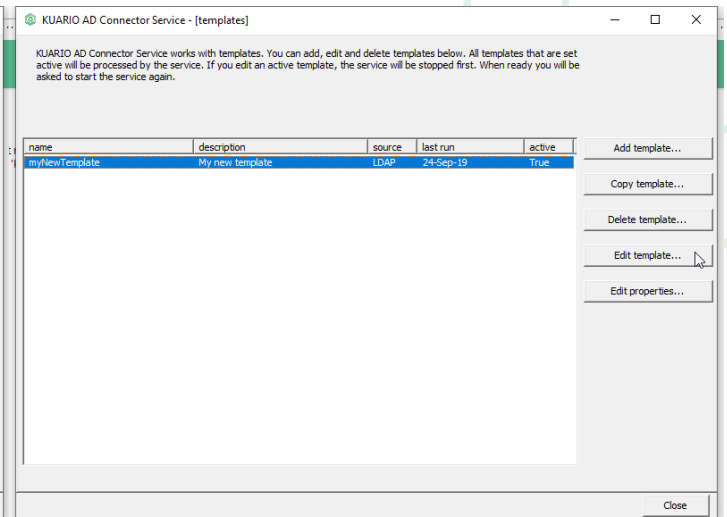 KUARIO AD Connector Service - [templates]
KUARIO AD Connector Service works with templates. You can add, edit and delete templates below. All templates that are set
active will be processed by the service. If you edit an active template, the service will be stopped first. When ready you will be
asked to start the service again.
name description source last run active
myNewTemplate My new template LDAP 24-Sep-19 True
Add template...
Copy template...
Delete template...
Edit template...
Edit properties...
Close